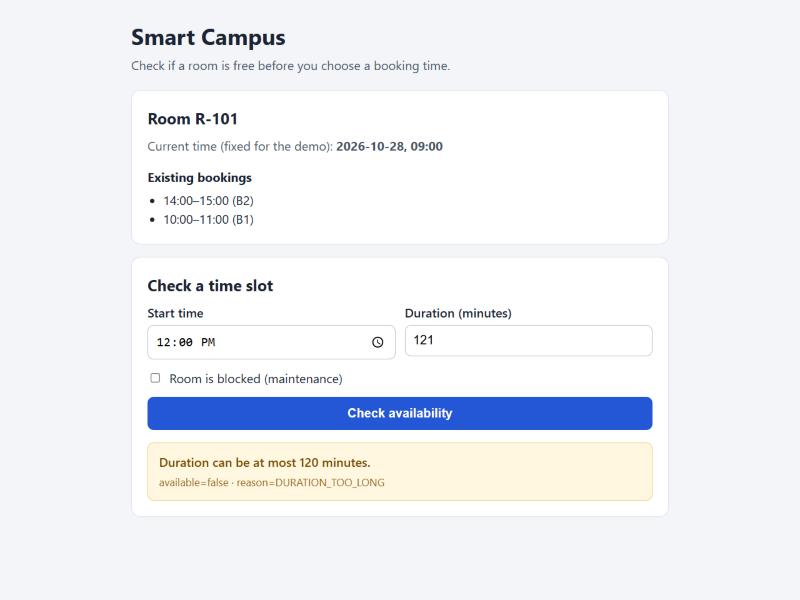 Smart Campus
Check if a room is free before you choose a booking time.
Room R-101
Current time (fixed for the demo): 2026-10-28, 09:00
Existing bookings
• 14:00–15:00 (B2)
• 10:00–11:00 (B1)
Check a time slot
Start time
Duration (minutes)
12:00 PM
121
Room is blocked (maintenance)
Check availability
Duration can be at most 120 minutes.
available=false · reason=DURATION_TOO_LONG